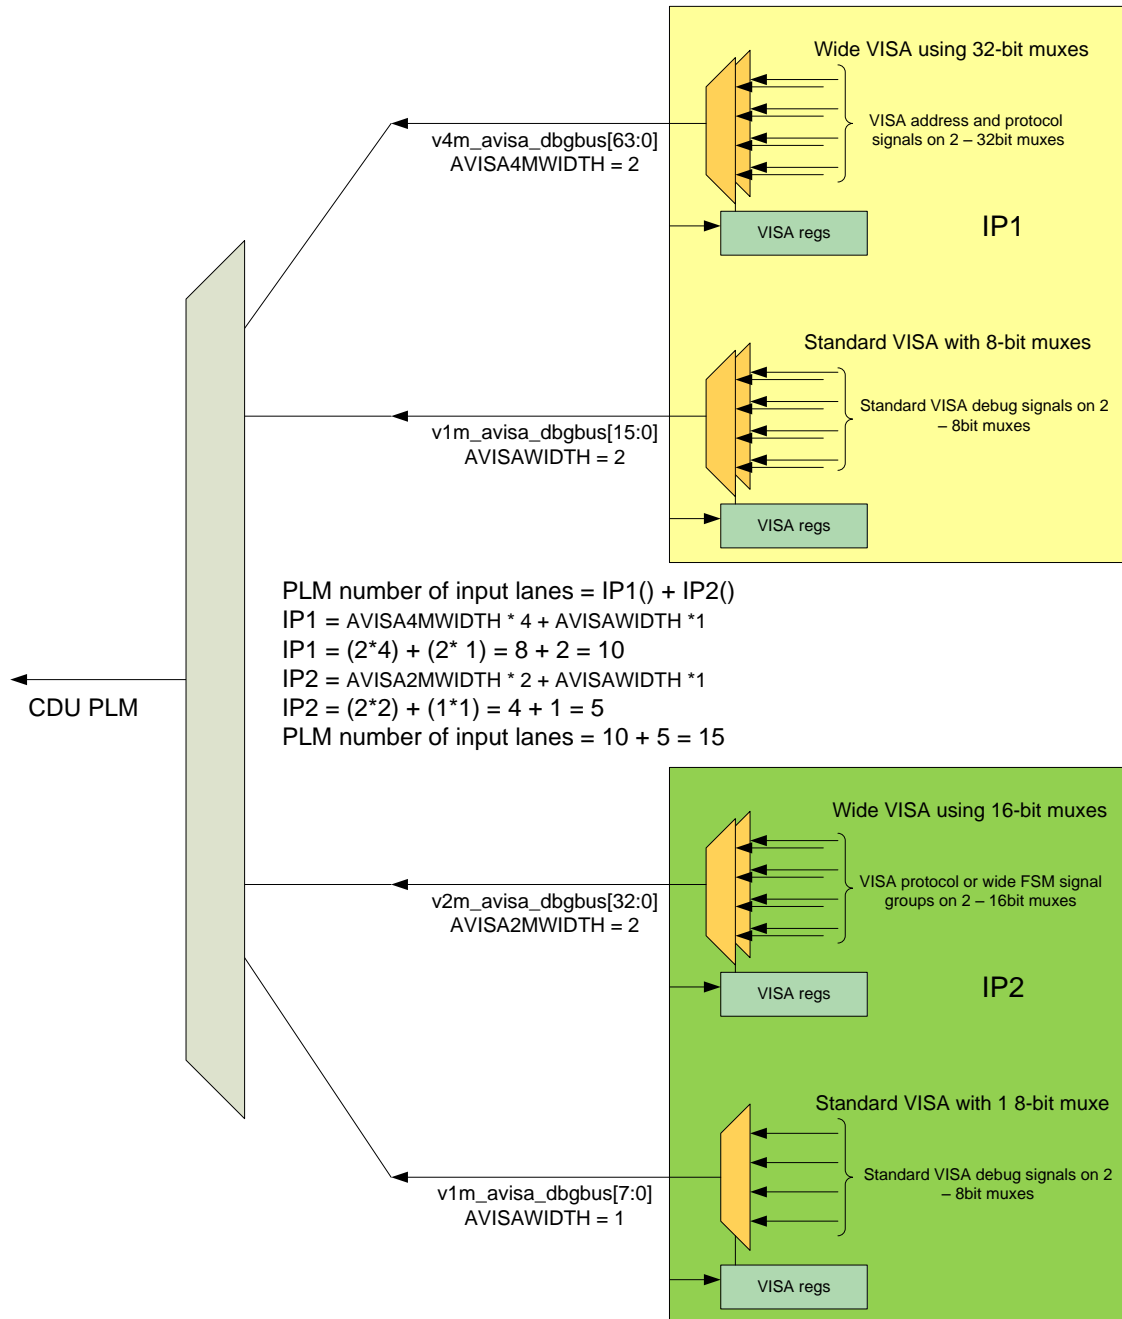 Wide VISA using 32-bit muxes
VISA address and protocol
signals on 2 – 32bit muxes
v4m_avisa_dbgbus[63:0]
AVISA4MWIDTH = 2
IP1
VISA regs
Standard VISA with 8-bit muxes
Standard VISA debug signals on 2
– 8bit muxes
v1m_avisa_dbgbus[15:0]
AVISAWIDTH = 2
VISA regs
PLM number of input lanes = IP1() + IP2()
IP1 = AVISA4MWIDTH * 4 + AVISAWIDTH *1
IP1 = (2*4) + (2* 1) = 8 + 2 = 10
IP2 = AVISA2MWIDTH * 2 + AVISAWIDTH *1
IP2 = (2*2) + (1*1) = 4 + 1 = 5
PLM number of input lanes = 10 + 5 = 15
CDU PLM
Wide VISA using 16-bit muxes
VISA protocol or wide FSM signal
groups on 2 – 16bit muxes
v2m_avisa_dbgbus[32:0]
AVISA2MWIDTH = 2
IP2
VISA regs
Standard VISA with 1 8-bit muxe
Standard VISA debug signals on 2
– 8bit muxes
v1m_avisa_dbgbus[7:0]
AVISAWIDTH = 1
VISA regs